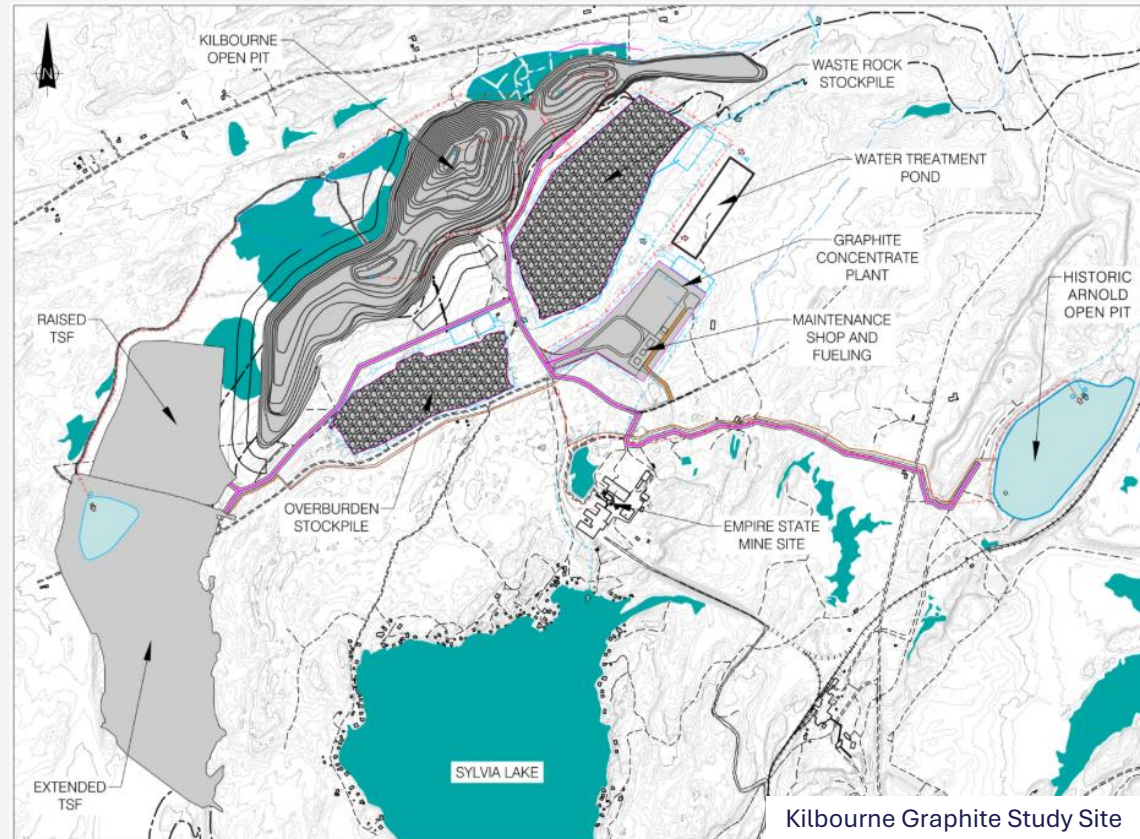 KILBOURNE
OPEN PIT
WASTE ROCK
STOCKPILE
N
WATER TREATMENT
POND
GRAPHITE
CONCENTRATE
PLANT
HISTORIC
ARNOLD
OPEN PIT
RAISED
TSF
MAINTENANCE
SHOP AND
FUELING
OVERBURDEN
STOCKPILE
EMPIRE STATE
MINE SITE
EXTENDED
TSF
SYLVIA LAKE
Kilbourne Graphite Study Site